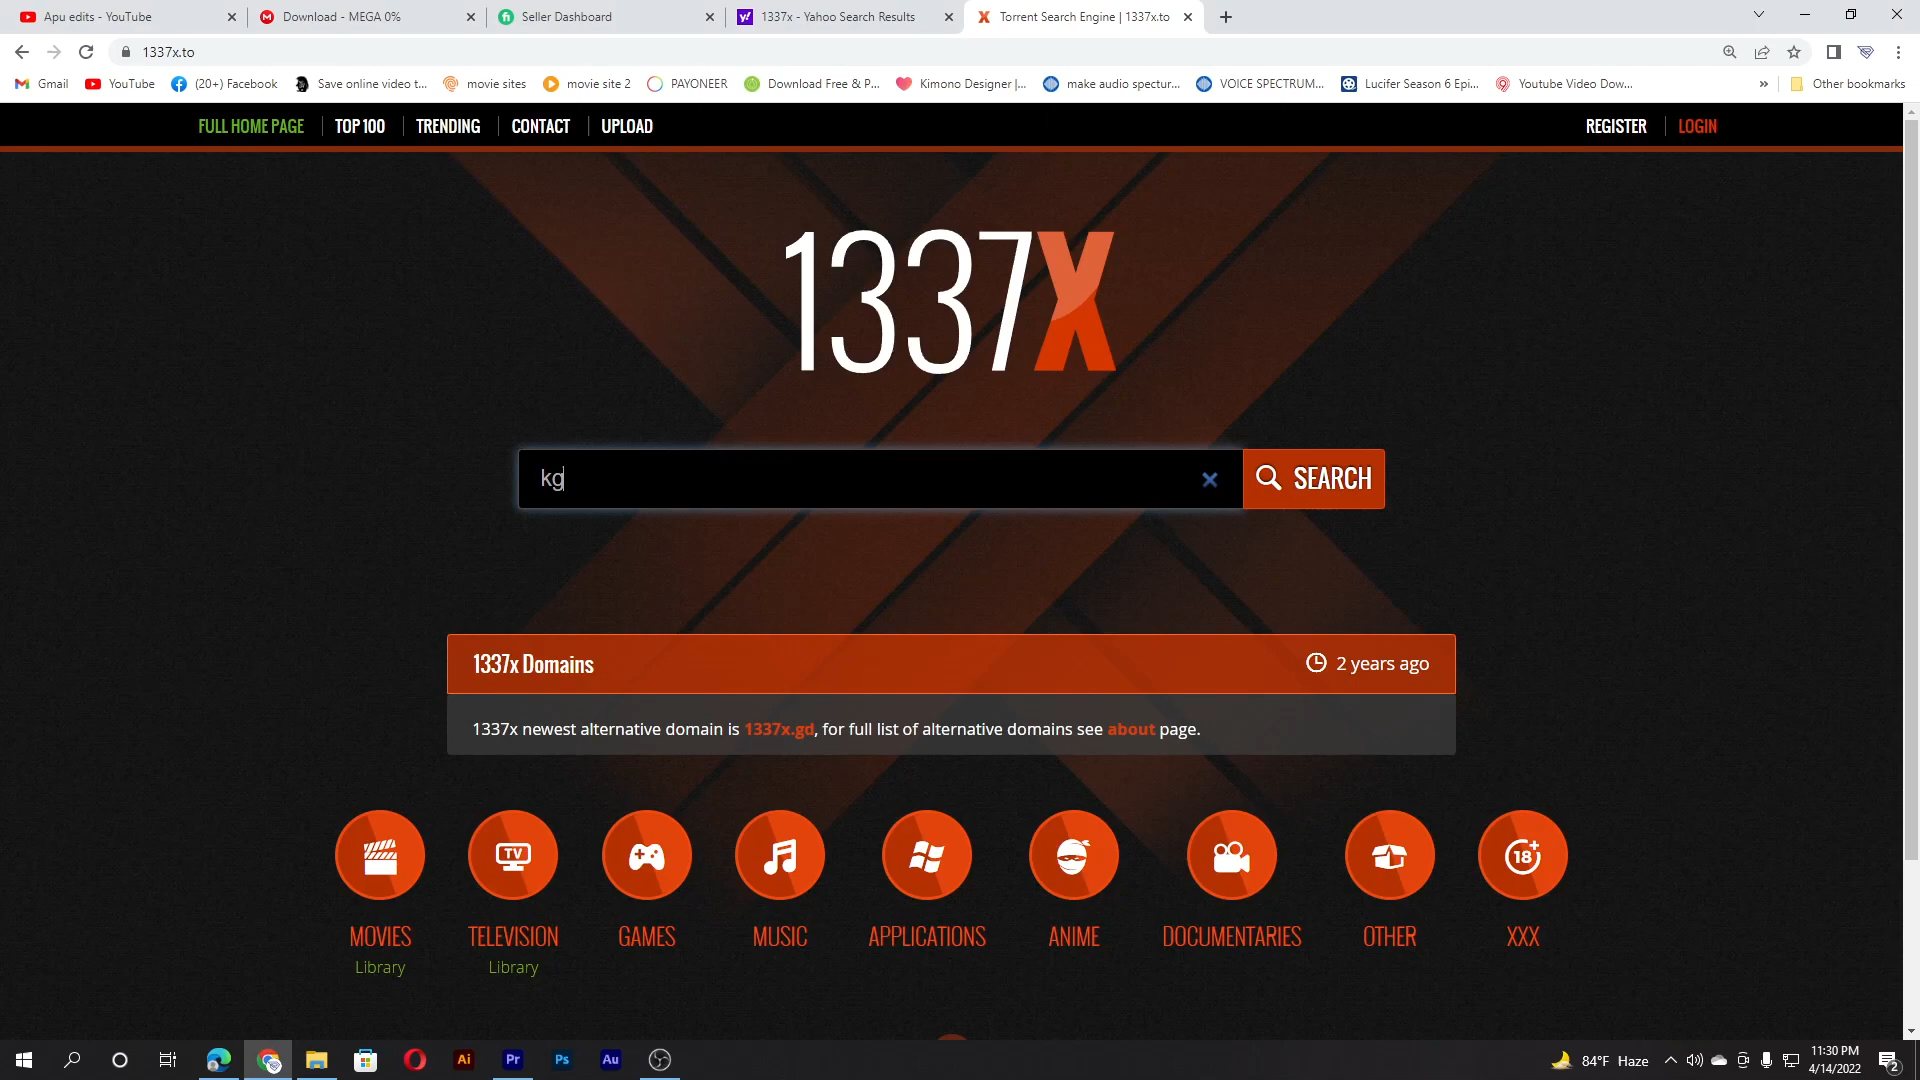 Apu edits - YouTube
Download - MEGA 0%
Seller Dashboard
1337x - Yahoo Search Results
Torrent Search Engine | 1337x.to
1337x.to
Gmail
YouTube
(20+) Facebook
Save online video t...
movie sites
movie site 2
PAYONEER
Download Free & P...
Kimono Designer |...
make audio spectur...
VOICE SPECTRUM...
Lucifer Season 6 Epi...
Youtube Video Dow...
»
Other bookmarks
FULL HOME PAGE
TOP 100
TRENDING
CONTACT
UPLOAD
REGISTER
LOGIN
1337X
kg
SEARCH
1337x Domains
2 years ago
1337x newest alternative domain is 1337x.gd, for full list of alternative domains see about page.
TV
18+
MOVIES
TELEVISION
GAMES
MUSIC
APPLICATIONS
ANIME
DOCUMENTARIES
OTHER
XXX
Library
Library
Ai
Pr
Ps
Au
84°F Haze
11:30 PM
4/14/2022
2